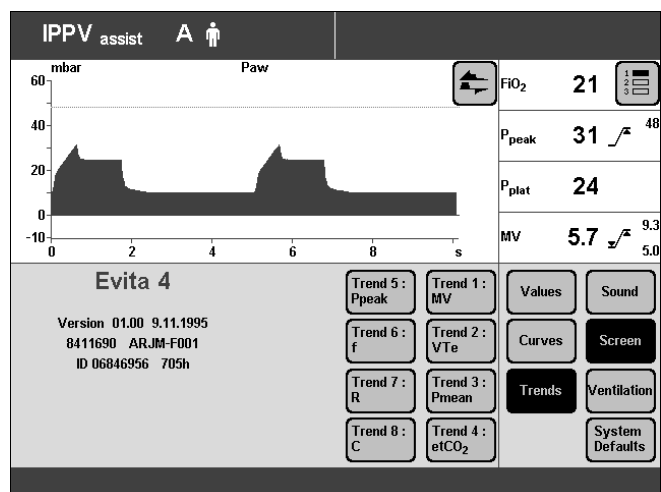 IPPV assist A
mbar Paw
60
40
20
0
-10
0 2 4 6 8 s
FiO2 21
1
2
3
Ppeak 31 48
Pplat 24
MV 5.7 9.3
5.0
Evita 4
Version 01.00 9.11.1995
8411690 ARJM-F001
ID 06846956 705h
Trend 5 :
Ppeak
Trend 1 :
MV
Trend 6 :
f
Trend 2 :
VTe
Trend 7 :
R
Trend 3 :
Pmean
Trend 8 :
C
Trend 4 :
etCO2
Values
Sound
Curves
Screen
Trends
Ventilation
System
Defaults